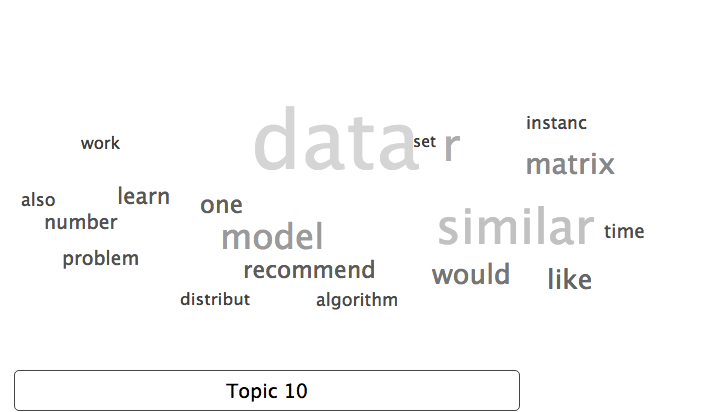 data
set
r
instanc
work
matrix
also
learn
one
number
model
similar
time
problem
recommend
would
like
distribut
algorithm
Topic 10